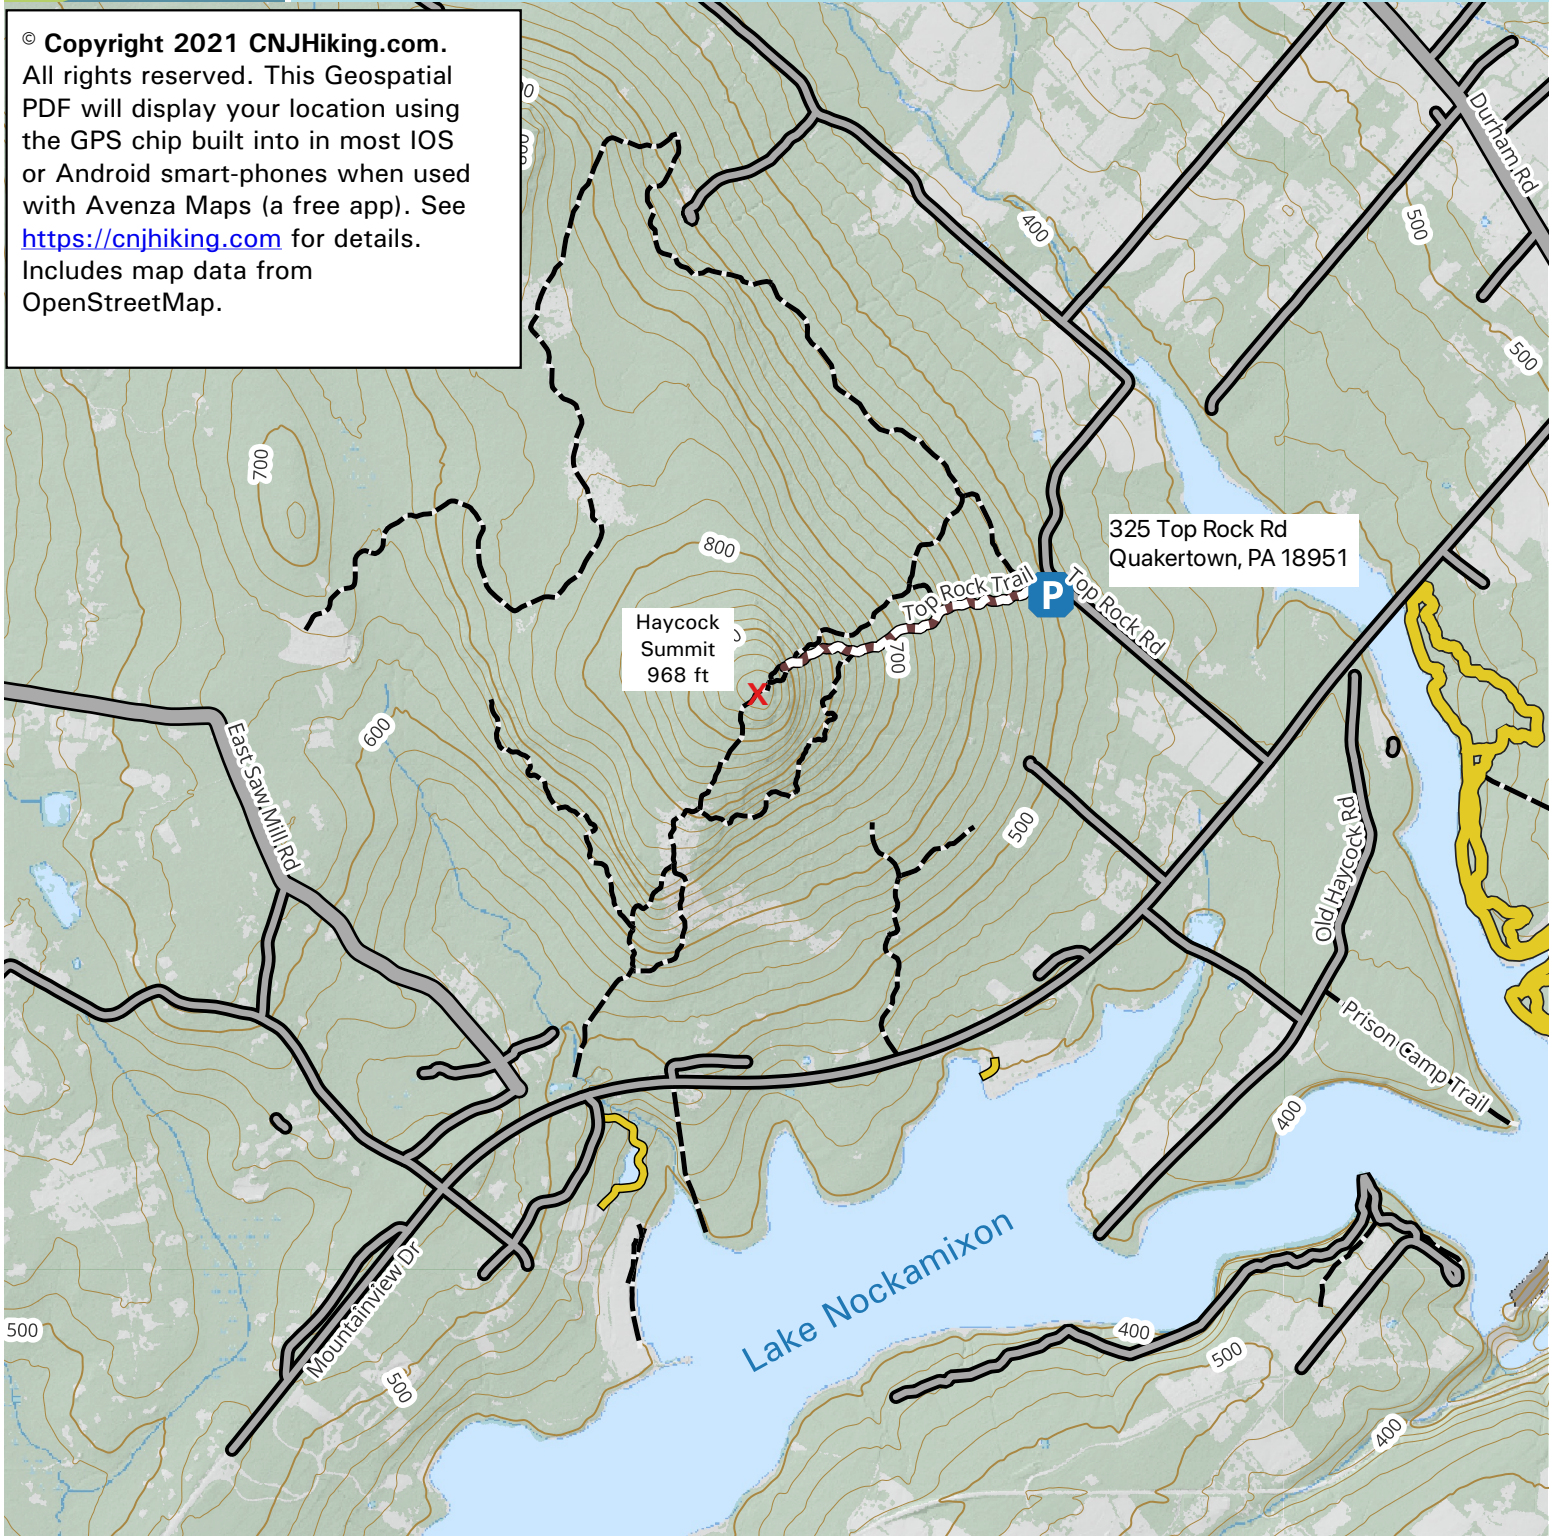 © Copyright 2021 CNJHiking.com.
All rights reserved. This Geospatial
PDF will display your location using
the GPS chip built into in most IOS
or Android smart-phones when used
with Avenza Maps (a free app). See
https://cnjhiking.com for details.
Includes map data from
OpenStreetMap.
Durham Rd
400
500
500
700
325 Top Rock Rd
Quakertown, PA 18951
800
Top Rock Trail
P
Top Rock Rd
Haycock
Summit
968 ft
X
700
600
East Saw Mill Rd
500
Old Haycock Rd
Prison Camp Trail
400
Lake Nockamixon
Mountainview Dr
500
400
500
500
400